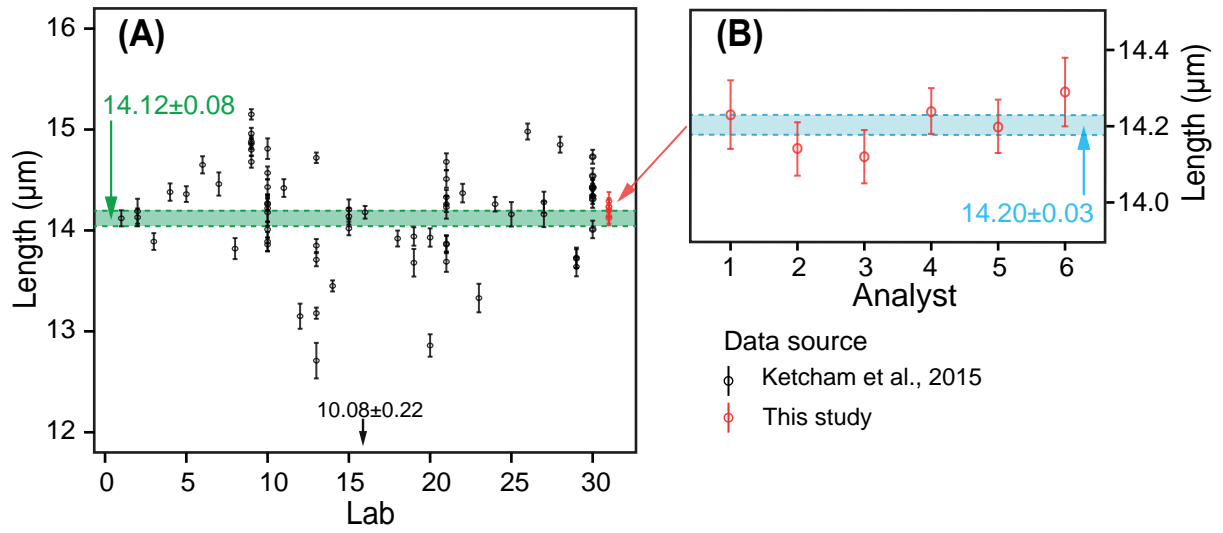 (A)
16
15
14
13
12
Length (µm)
14.12±0.08
10.08±0.22
0 5 10 15 20 25 30
Lab
(B)
14.4
14.2
14.0
Length (µm)
14.20±0.03
1 2 3 4 5 6
Analyst
Data source
Ketcham et al., 2015
This study